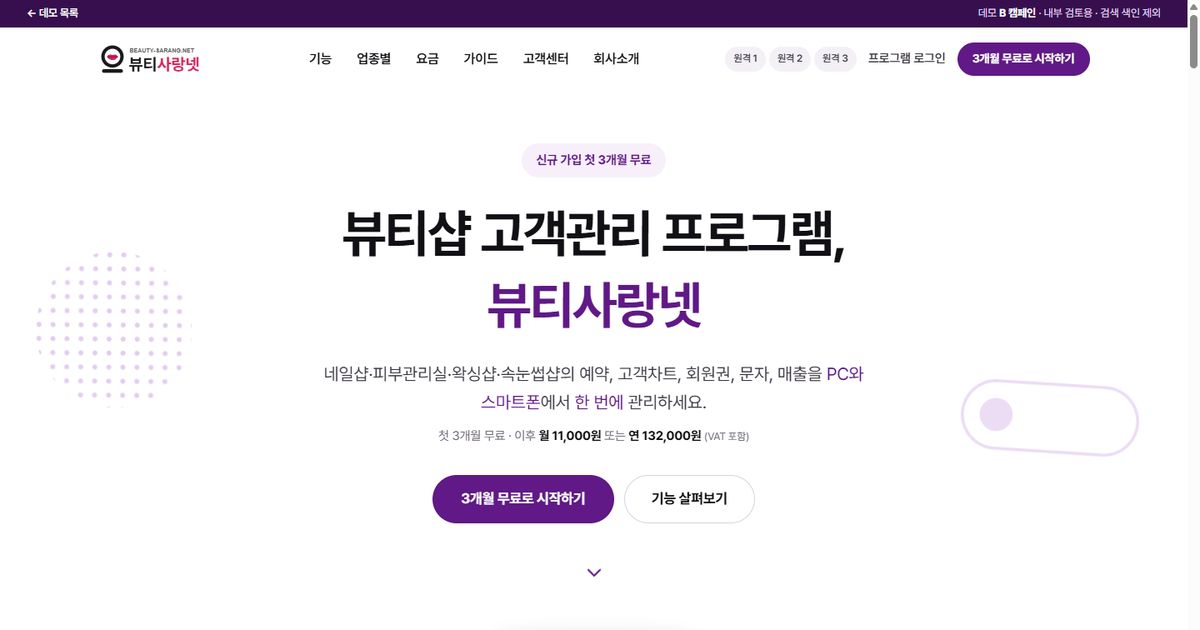 ← 데모 목록
데모 B 캠페인 · 내부 검토용 · 검색 색인 제외
BEAUTY-SARANG.NET
뷰티사랑넷
기능 업종별 요금 가이드 고객센터 회사소개
원격 1 원격 2 원격 3 프로그램 로그인 3개월 무료로 시작하기
신규 가입 첫 3개월 무료
뷰티샵 고객관리 프로그램,
뷰티사랑넷
네일샵·피부관리실·왁싱샵·속눈썹샵의 예약, 고객차트, 회원권, 문자, 매출을 PC와
스마트폰에서 한 번에 관리하세요.
첫 3개월 무료 · 이후 월 11,000원 또는 연 132,000원 (VAT 포함)
3개월 무료로 시작하기 기능 살펴보기